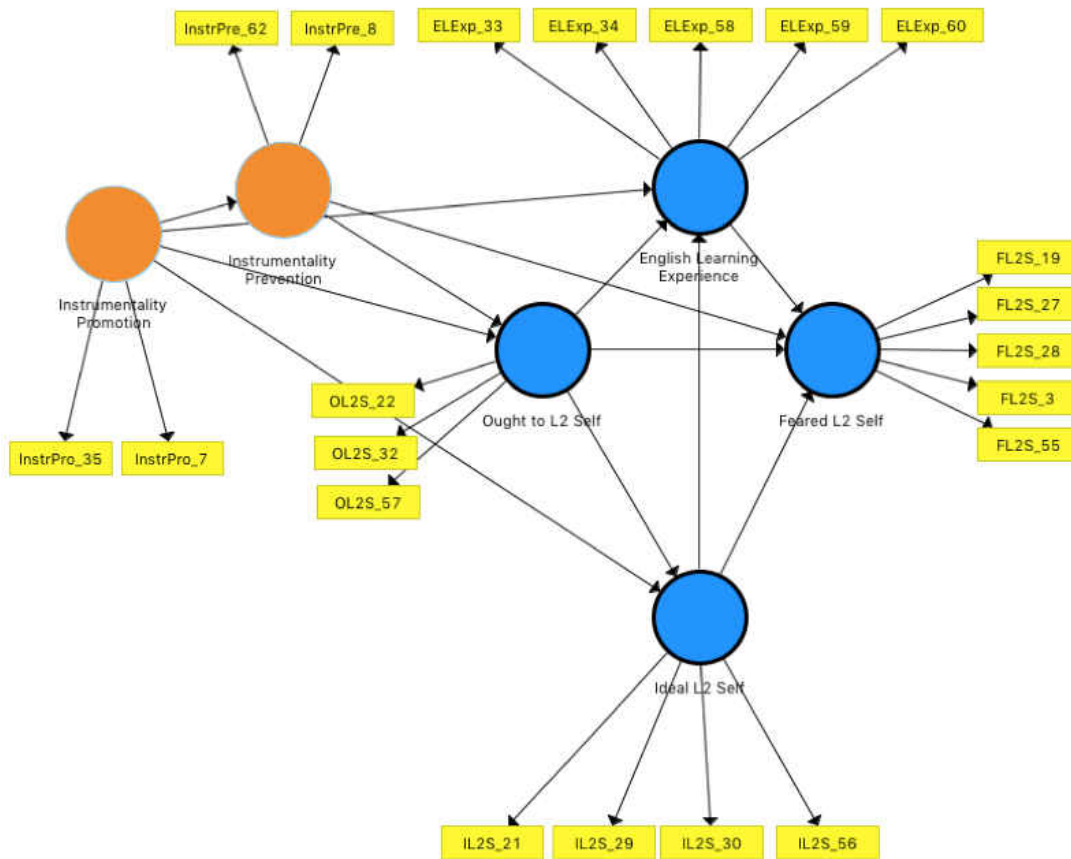 InstrPre_62
InstrPre_8
ELExp_33
ELExp_34
ELExp_58
ELExp_59
ELExp_60
Instrumentality
Prevention
English Learning
Experience
Instrumentality
Promotion
FL2S_19
FL2S_27
FL2S_28
FL2S_3
FL2S_55
OL2S_22
OL2S_32
OL2S_57
Ought to L2 Self
Feared L2 Self
InstrPro_35
InstrPro_7
Ideal L2 Self
IL2S_21
IL2S_29
IL2S_30
IL2S_56